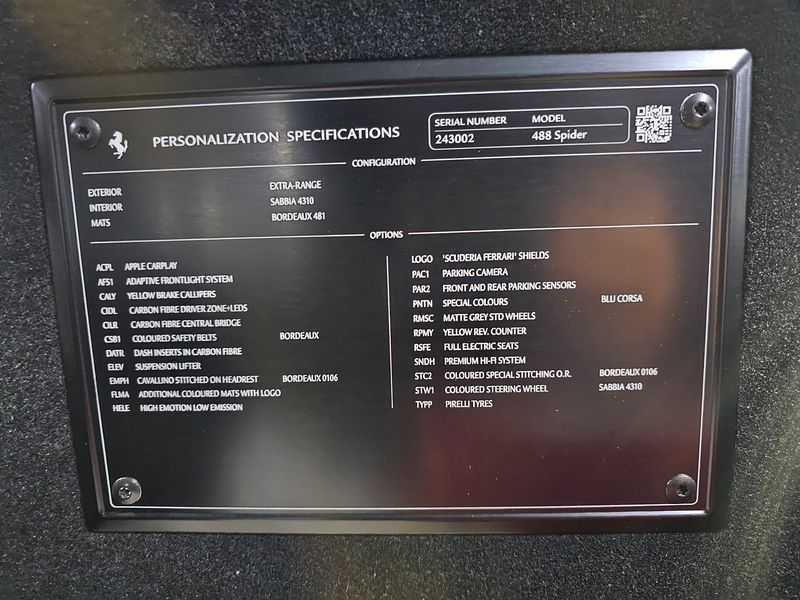 PERSONALIZATION SPECIFICATIONS
SERIAL NUMBER MODEL
243002 488 Spider
CONFIGURATION
EXTERIOR EXTRA-RANGE
INTERIOR SABBIA 4310
MATS BORDEAUX 481
OPTIONS
ACPL APPLE CARPLAY
AFS1 ADAPTIVE FRONTLIGHT SYSTEM
CALY YELLOW BRAKE CALLIPERS
CIDL CARBON FIBRE DRIVER ZONE+LEDS
CILR CARBON FIBRE CENTRAL BRIDGE
CSB1 COLOURED SAFETY BELTS BORDEAUX
DATR DASH INSERTS IN CARBON FIBRE
ELEV SUSPENSION LIFTER
EMPH CAVALLINO STITCHED ON HEADREST BORDEAUX 0106
FLMA ADDITIONAL COLOURED MATS WITH LOGO
HELE HIGH EMOTION LOW EMISSION
LOGO 'SCUDERIA FERRARI' SHIELDS
PAC1 PARKING CAMERA
PAR2 FRONT AND REAR PARKING SENSORS
PNTN SPECIAL COLOURS BLU CORSA
RMSC MATTE GREY STD WHEELS
RPMY YELLOW REV. COUNTER
RSFE FULL ELECTRIC SEATS
SNDH PREMIUM HI-FI SYSTEM
STC2 COLOURED SPECIAL STITCHING O.R. BORDEAUX 0106
STW1 COLOURED STEERING WHEEL SABBIA 4310
TYPP PIRELLI TYRES